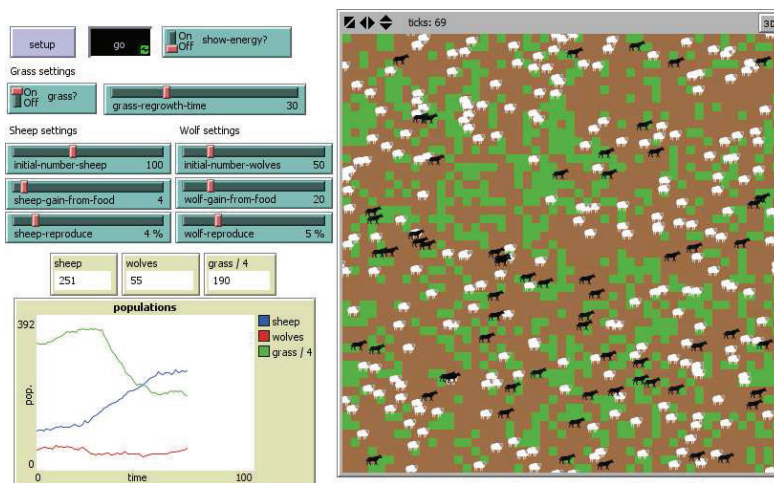 setup
go
On
Off
show-energy?
ticks: 69
3D
Grass settings
On
Off
grass?
grass-regrowth-time 30
Sheep settings
Wolf settings
initial-number-sheep 100
initial-number-wolves 50
sheep-gain-from-food 4
wolf-gain-from-food 20
sheep-reproduce 4 %
wolf-reproduce 5 %
sheep
251
wolves
55
grass / 4
190
populations
392
pop.
0
0
time
100
sheep
wolves
grass / 4